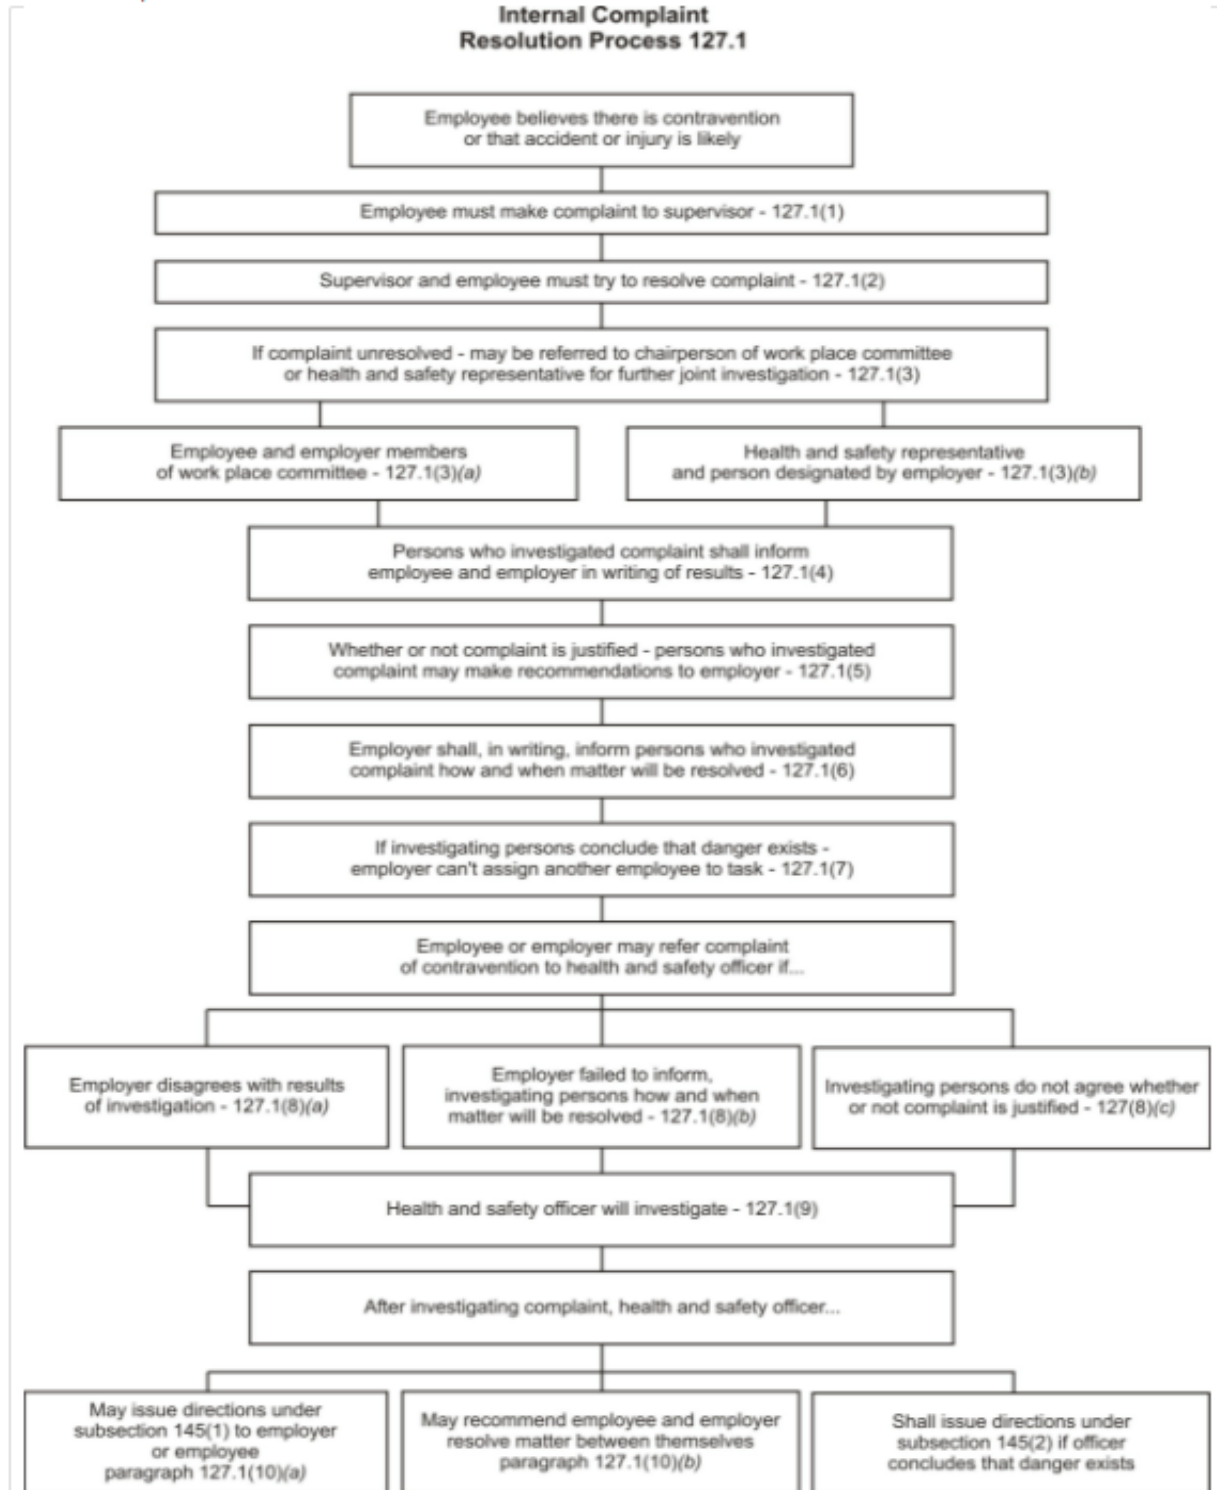 Internal Complaint
Resolution Process 127.1
Employee believes there is contravention
or that accident or injury is likely
Employee must make complaint to supervisor - 127.1(1)
Supervisor and employee must try to resolve complaint - 127.1(2)
If complaint unresolved - may be referred to chairperson of work place committee
or health and safety representative for further joint investigation - 127.1(3)
Employee and employer members
of work place committee - 127.1(3)(a)
Health and safety representative
and person designated by employer - 127.1(3)(b)
Persons who investigated complaint shall inform
employee and employer in writing of results - 127.1(4)
Whether or not complaint is justified - persons who investigated
complaint may make recommendations to employer - 127.1(5)
Employer shall, in writing, inform persons who investigated
complaint how and when matter will be resolved - 127.1(6)
If investigating persons conclude that danger exists -
employer can't assign another employee to task - 127.1(7)
Employee or employer may refer complaint
of contravention to health and safety officer if...
Employer disagrees with results
of investigation - 127.1(8)(a)
Employer failed to inform,
investigating persons how and when
matter will be resolved - 127.1(8)(b)
Investigating persons do not agree whether
or not complaint is justified - 127(8)(c)
Health and safety officer will investigate - 127.1(9)
After investigating complaint, health and safety officer...
May issue directions under
subsection 145(1) to employer
or employee
paragraph 127.1(10)(a)
May recommend employee and employer
resolve matter between themselves
paragraph 127.1(10)(b)
Shall issue directions under
subsection 145(2) if officer
concludes that danger exists